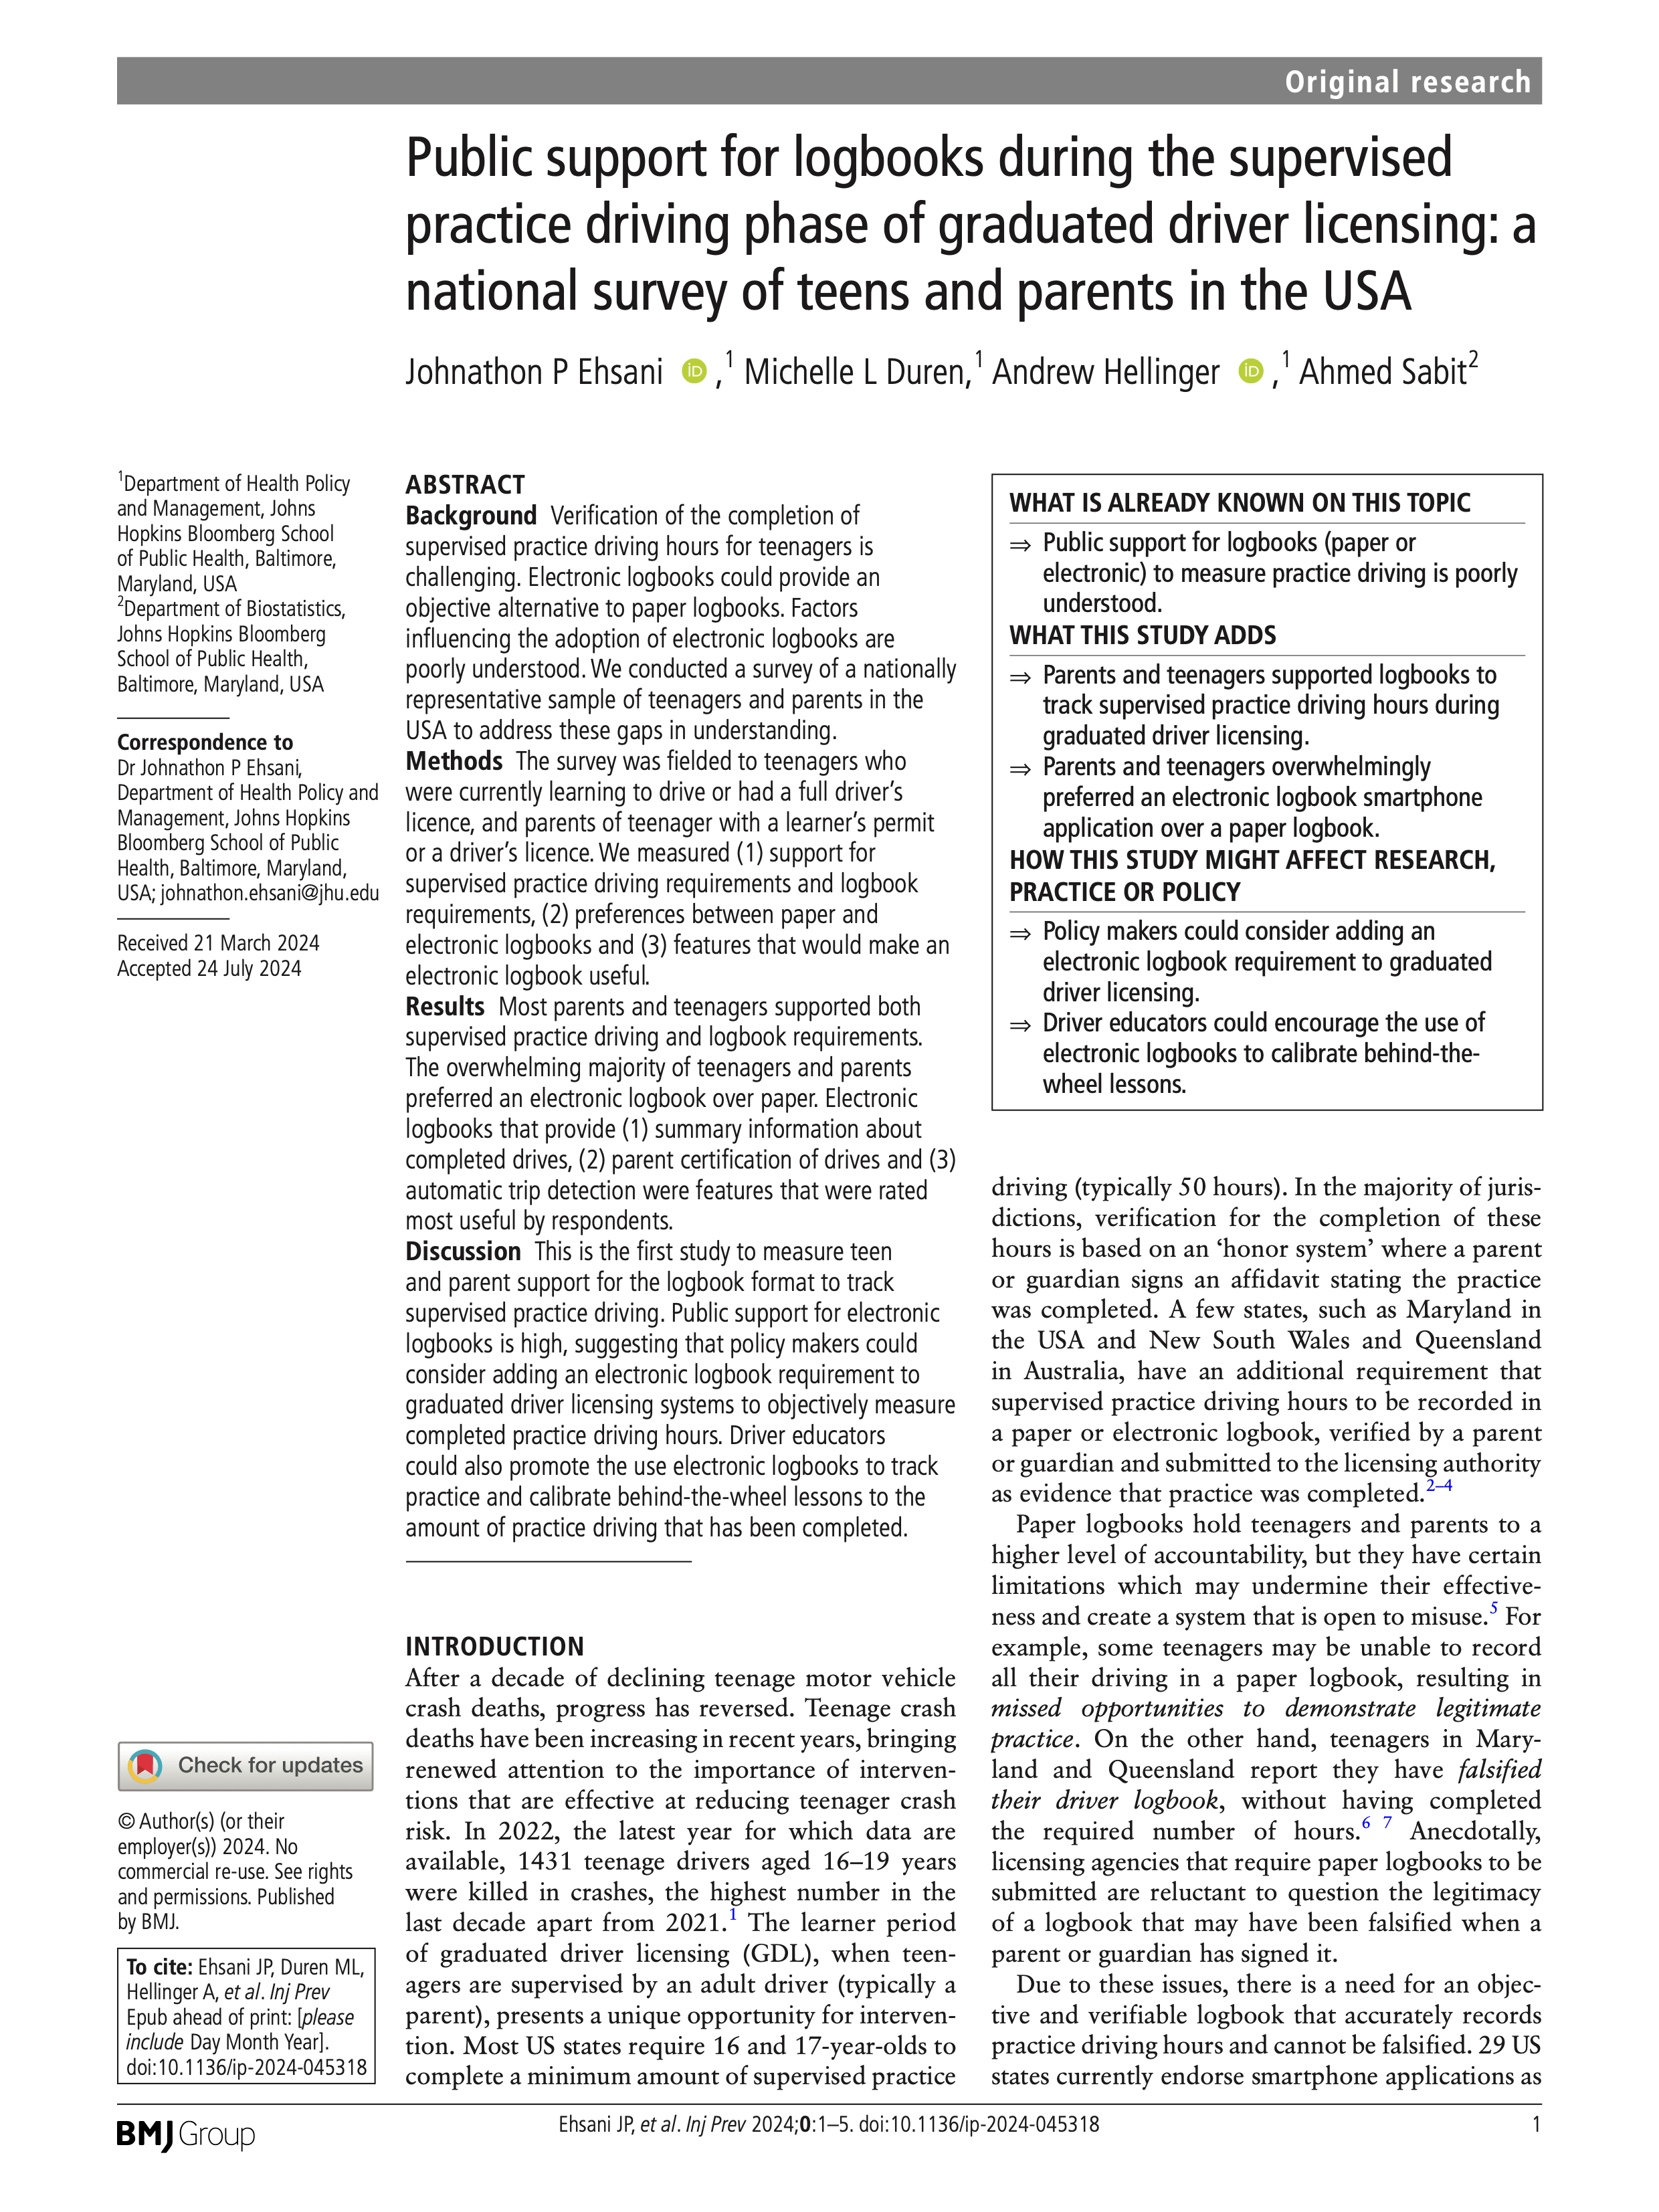 Original research
Public support for logbooks during the supervised
practice driving phase of graduated driver licensing: a
national survey of teens and parents in the USA
Johnathon P Ehsani iD ,1 Michelle L Duren,1 Andrew Hellinger iD ,1 Ahmed Sabit2
1Department of Health Policy
and Management, Johns
Hopkins Bloomberg School
of Public Health, Baltimore,
Maryland, USA
2Department of Biostatistics,
Johns Hopkins Bloomberg
School of Public Health,
Baltimore, Maryland, USA
Correspondence to
Dr Johnathon P Ehsani,
Department of Health Policy and
Management, Johns Hopkins
Bloomberg School of Public
Health, Baltimore, Maryland,
USA; johnathon.ehsani@jhu.edu
Received 21 March 2024
Accepted 24 July 2024
Check for updates
© Author(s) (or their
employer(s)) 2024. No
commercial re-use. See rights
and permissions. Published
by BMJ.
To cite: Ehsani JP, Duren ML,
Hellinger A, et al. Inj Prev
Epub ahead of print: [please
include Day Month Year].
doi:10.1136/ip-2024-045318
ABSTRACT
Background Verification of the completion of
supervised practice driving hours for teenagers is
challenging. Electronic logbooks could provide an
objective alternative to paper logbooks. Factors
influencing the adoption of electronic logbooks are
poorly understood. We conducted a survey of a nationally
representative sample of teenagers and parents in the
USA to address these gaps in understanding.
Methods The survey was fielded to teenagers who
were currently learning to drive or had a full driver’s
licence, and parents of teenager with a learner’s permit
or a driver’s licence. We measured (1) support for
supervised practice driving requirements and logbook
requirements, (2) preferences between paper and
electronic logbooks and (3) features that would make an
electronic logbook useful.
Results Most parents and teenagers supported both
supervised practice driving and logbook requirements.
The overwhelming majority of teenagers and parents
preferred an electronic logbook over paper. Electronic
logbooks that provide (1) summary information about
completed drives, (2) parent certification of drives and (3)
automatic trip detection were features that were rated
most useful by respondents.
Discussion This is the first study to measure teen
and parent support for the logbook format to track
supervised practice driving. Public support for electronic
logbooks is high, suggesting that policy makers could
consider adding an electronic logbook requirement to
graduated driver licensing systems to objectively measure
completed practice driving hours. Driver educators
could also promote the use electronic logbooks to track
practice and calibrate behind-the-wheel lessons to the
amount of practice driving that has been completed.
INTRODUCTION
After a decade of declining teenage motor vehicle
crash deaths, progress has reversed. Teenage crash
deaths have been increasing in recent years, bringing
renewed attention to the importance of interven-
tions that are effective at reducing teenager crash
risk. In 2022, the latest year for which data are
available, 1431 teenage drivers aged 16–19 years
were killed in crashes, the highest number in the
last decade apart from 2021.1 The learner period
of graduated driver licensing (GDL), when teen-
agers are supervised by an adult driver (typically a
parent), presents a unique opportunity for interven-
tion. Most US states require 16 and 17-year-olds to
complete a minimum amount of supervised practice
WHAT IS ALREADY KNOWN ON THIS TOPIC
⇒ Public support for logbooks (paper or
electronic) to measure practice driving is poorly
understood.
WHAT THIS STUDY ADDS
⇒ Parents and teenagers supported logbooks to
track supervised practice driving hours during
graduated driver licensing.
⇒ Parents and teenagers overwhelmingly
preferred an electronic logbook smartphone
application over a paper logbook.
HOW THIS STUDY MIGHT AFFECT RESEARCH,
PRACTICE OR POLICY
⇒ Policy makers could consider adding an
electronic logbook requirement to graduated
driver licensing.
⇒ Driver educators could encourage the use of
electronic logbooks to calibrate behind-the-
wheel lessons.
driving (typically 50 hours). In the majority of juris-
dictions, verification for the completion of these
hours is based on an ‘honor system’ where a parent
or guardian signs an affidavit stating the practice
was completed. A few states, such as Maryland in
the USA and New South Wales and Queensland
in Australia, have an additional requirement that
supervised practice driving hours to be recorded in
a paper or electronic logbook, verified by a parent
or guardian and submitted to the licensing authority
as evidence that practice was completed.2–4
Paper logbooks hold teenagers and parents to a
higher level of accountability, but they have certain
limitations which may undermine their effective-
ness and create a system that is open to misuse.5 For
example, some teenagers may be unable to record
all their driving in a paper logbook, resulting in
missed opportunities to demonstrate legitimate
practice. On the other hand, teenagers in Mary-
land and Queensland report they have falsified
their driver logbook, without having completed
the required number of hours.6 7 Anecdotally,
licensing agencies that require paper logbooks to be
submitted are reluctant to question the legitimacy
of a logbook that may have been falsified when a
parent or guardian has signed it.
Due to these issues, there is a need for an objec-
tive and verifiable logbook that accurately records
practice driving hours and cannot be falsified. 29 US
states currently endorse smartphone applications as
BMJ Group
Ehsani JP, et al. Inj Prev 2024;0:1–5. doi:10.1136/ip-2024-045318
1